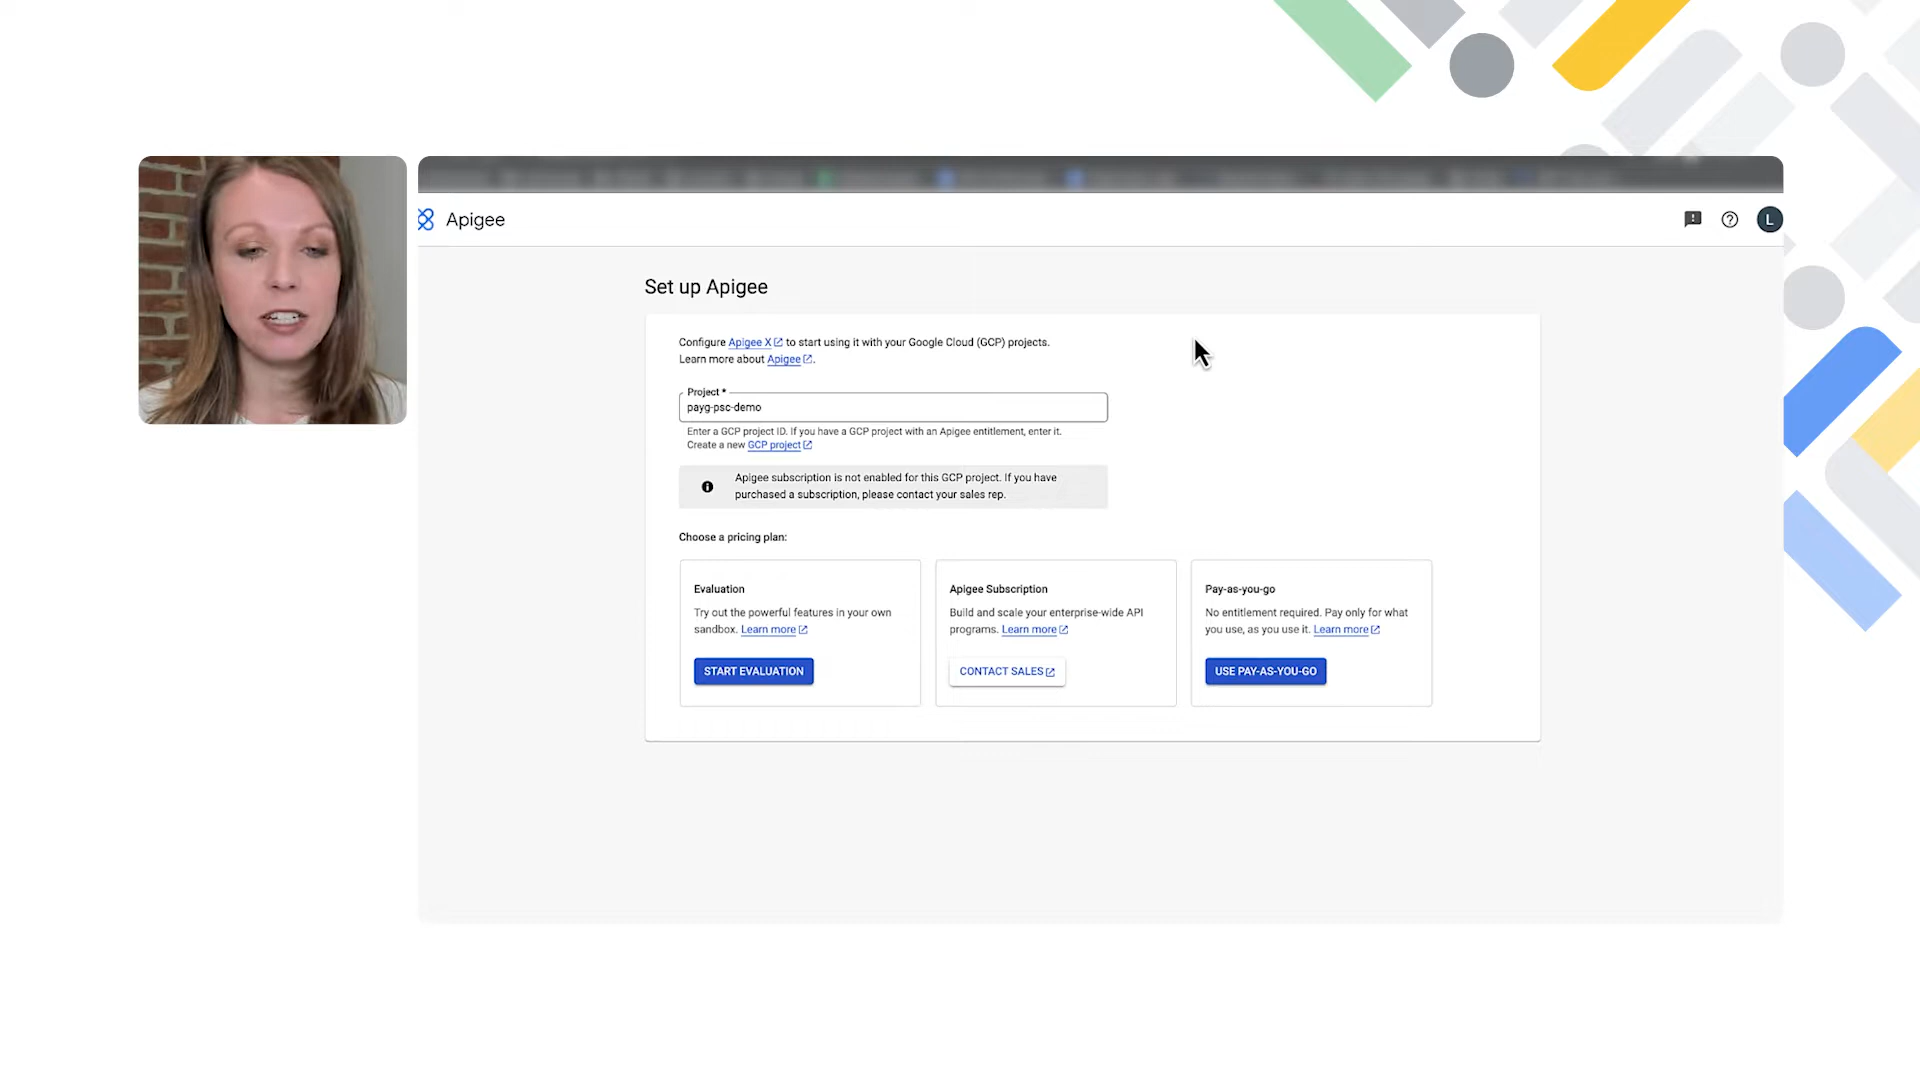 Apigee
L
Set up Apigee
Configure Apigee X to start using it with your Google Cloud (GCP) projects.
Learn more about Apigee.
Project *
payg-psc-demo
Enter a GCP project ID. If you have a GCP project with an Apigee entitlement, enter it.
Create a new GCP project
Apigee subscription is not enabled for this GCP project. If you have
purchased a subscription, please contact your sales rep.
Choose a pricing plan:
Evaluation
Try out the powerful features in your own
sandbox. Learn more
START EVALUATION
Apigee Subscription
Build and scale your enterprise-wide API
programs. Learn more
CONTACT SALES
Pay-as-you-go
No entitlement required. Pay only for what
you use, as you use it. Learn more
USE PAY-AS-YOU-GO